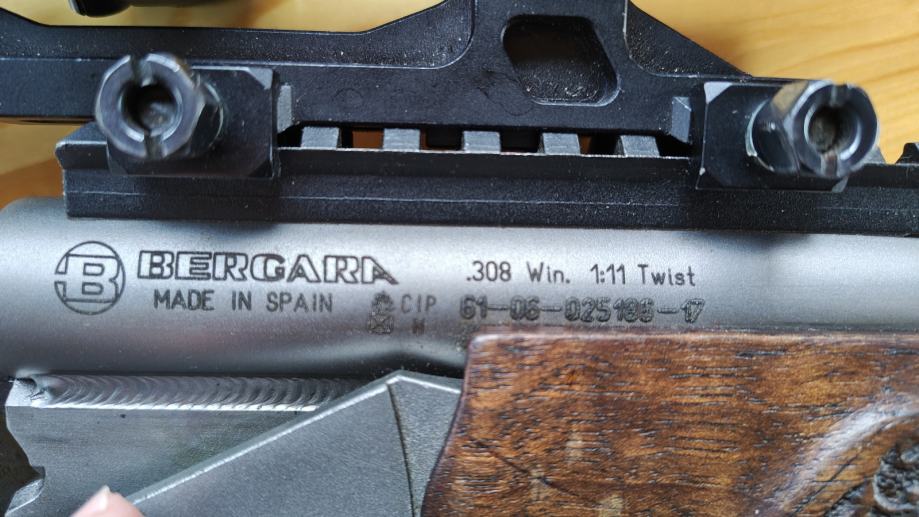 B BERGARA
.308 Win. 1:11 Twist
MADE IN SPAIN
CIP 61-06-025186-17
N